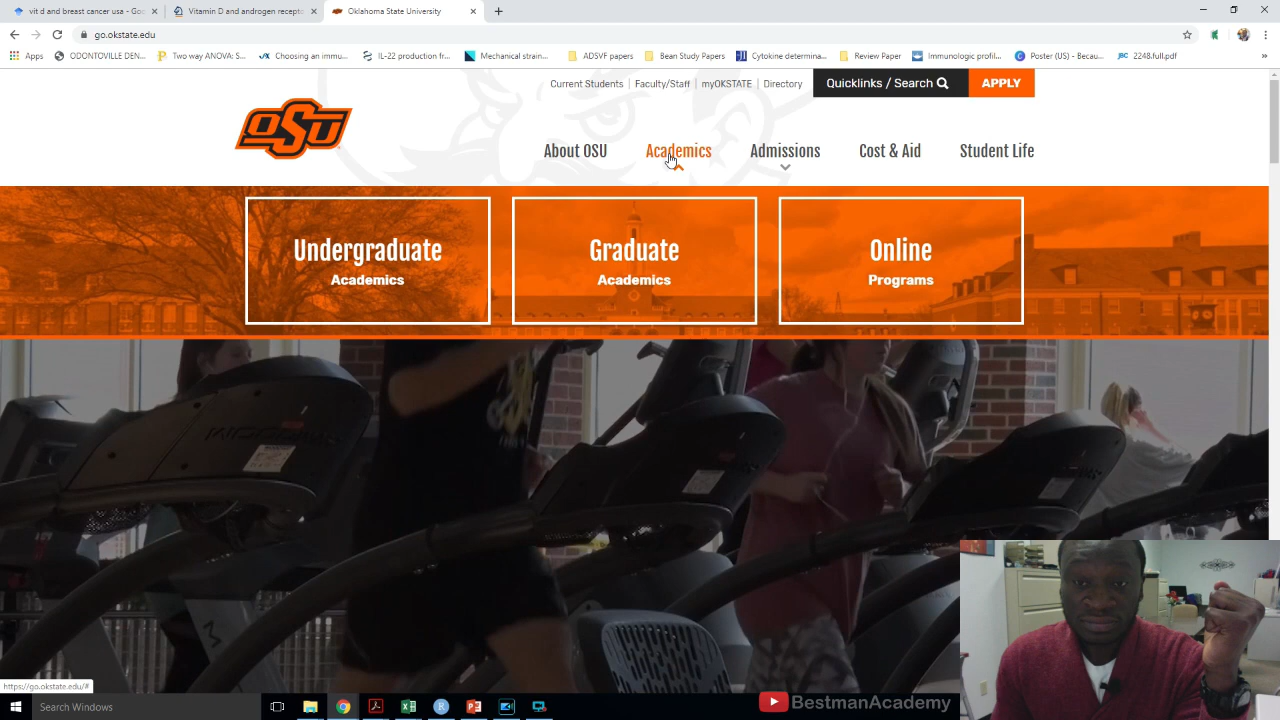 vit d and breast cancer usa - Goo
Vitamin D and androgen recepto
Oklahoma State University
go.okstate.edu
Apps
ODONTOVILLE DEN...
Two way ANOVA: S...
Choosing an immu...
IL-22 production fr...
Mechanical strain...
ADSVF papers
Bean Study Papers
Cytokine determina...
Review Paper
Immunologic profil...
Poster (US) - Becau...
JBC
2248.full.pdf
Current Students | Faculty/Staff | myOKSTATE | Directory
Quicklinks / Search
APPLY
OSU
About OSU
Academics
Admissions
Cost & Aid
Student Life
Undergraduate
Academics
Graduate
Academics
Online
Programs
https://go.okstate.edu/#
Search Windows
BestmanAcademy